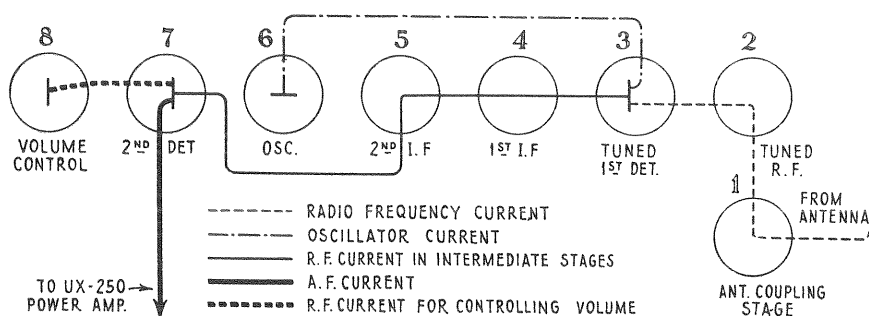 8
7
6
5
4
3
2
VOLUME
CONTROL
2ND DET
OSC.
2ND I.F
1ST I.F
TUNED
1ST DET.
TUNED
R.F.
1
FROM
ANTENNA
ANT. COUPLING
STAGE
RADIO FREQUENCY CURRENT
OSCILLATOR CURRENT
R.F. CURRENT IN INTERMEDIATE STAGES
A.F. CURRENT
R.F. CURRENT FOR CONTROLLING VOLUME
TO UX-250
POWER AMP.